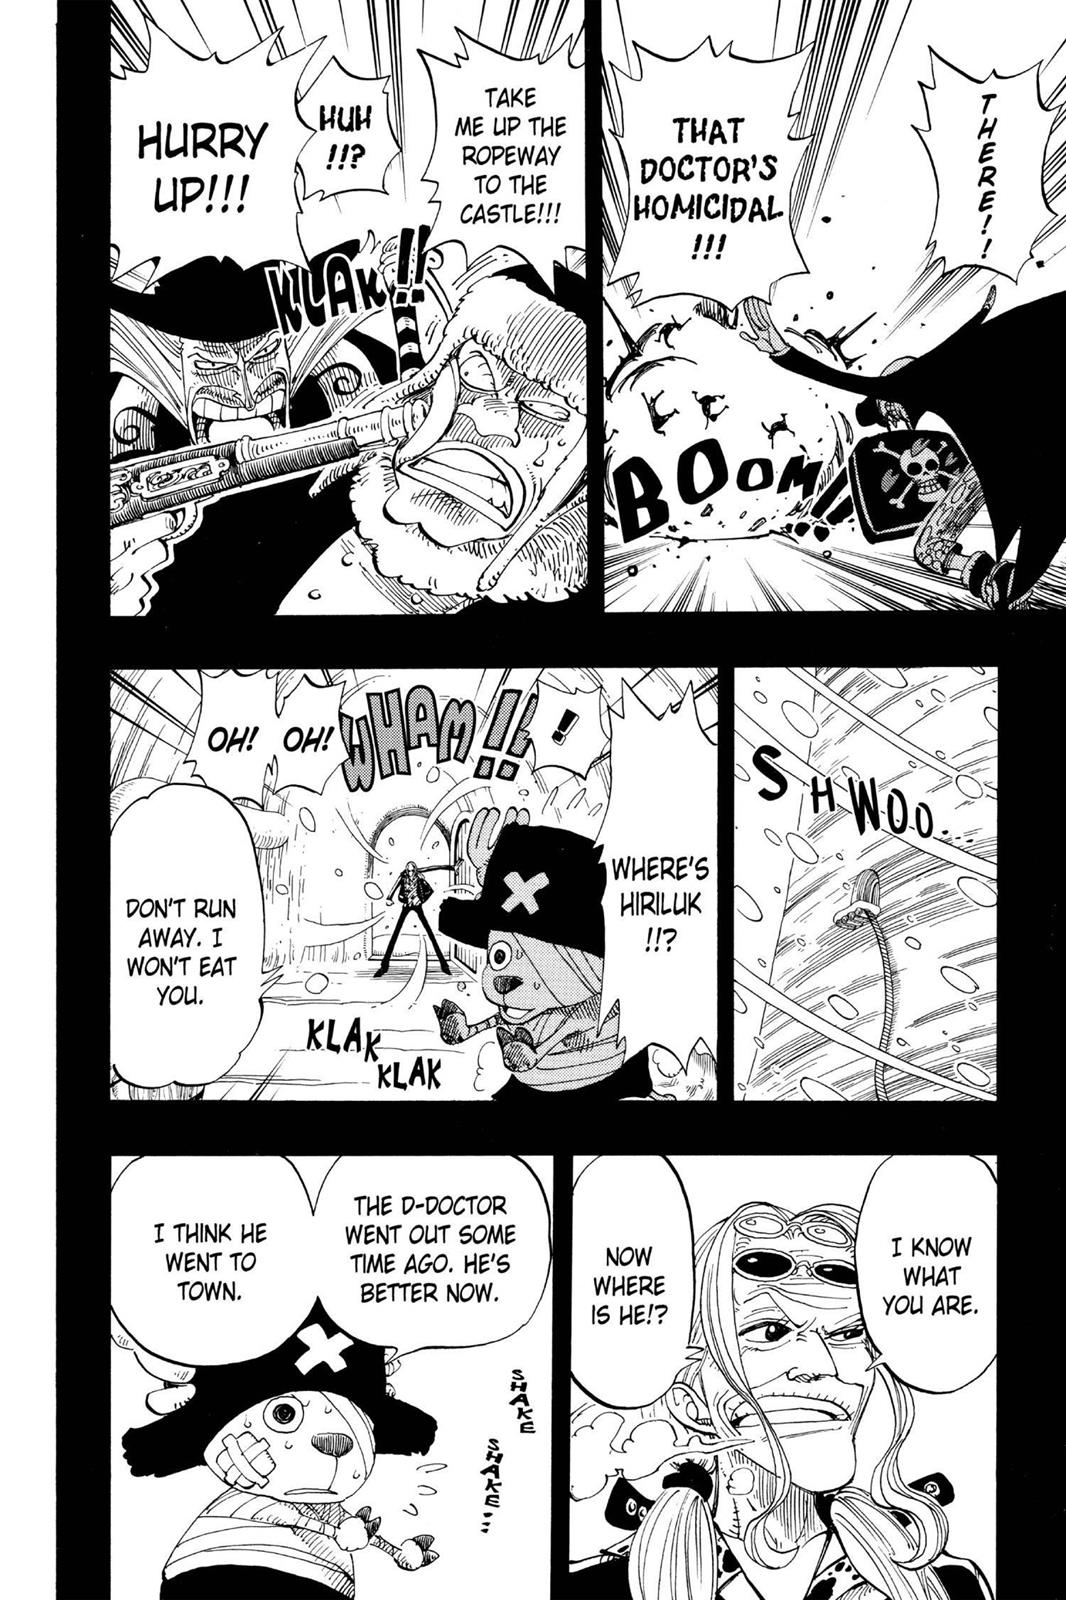 THERE!!
THAT
DOCTOR'S
HOMICIDAL
!!!
BOOM!!
TAKE
ME UP THE
ROPEWAY
TO THE
CASTLE!!!
HUH
!!?
HURRY
UP!!!
KLAK!!
SHWOO..
WHERE'S
HIRILUK
!!?
!
WHAM!!
OH! OH!
DON'T RUN
AWAY. I
WON'T EAT
YOU.
KLAK
KLAK
I KNOW
WHAT
YOU ARE.
NOW
WHERE
IS HE!?
THE D-DOCTOR
WENT OUT SOME
TIME AGO. HE'S
BETTER NOW.
I THINK HE
WENT TO
TOWN.
SHAKE
SHAKE...